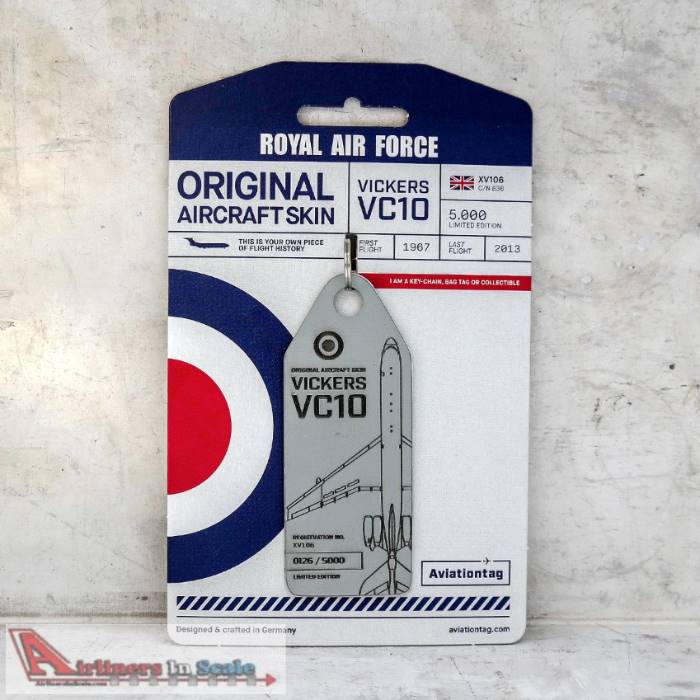 ROYAL AIR FORCE
ORIGINAL
AIRCRAFT SKIN
VICKERS
VC10
XV106
C/N 836
5.000
LIMITED EDITION
THIS IS YOUR OWN PIECE
OF FLIGHT HISTORY
FIRST
FLIGHT
1967
LAST
FLIGHT
2013
I AM A KEY-CHAIN, BAG TAG OR COLLECTIBLE
ORIGINAL AIRCRAFT SKIN
VICKERS
VC10
REGISTRATION NO.
XV106
0126 / 5000
LIMITED EDITION
Aviationtag
Designed & crafted in Germany
aviationtag.com
Airliners In Scale
AirlinersInScale.com